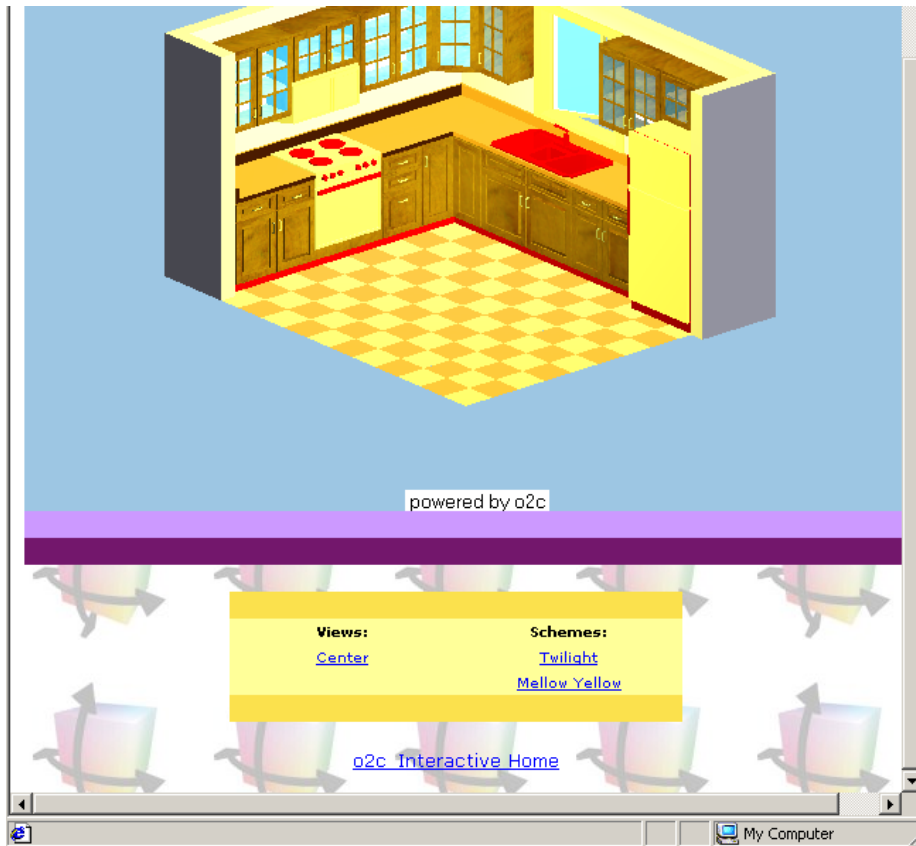 powered by o2c
Views: Schemes:
Center Twilight
Mellow Yellow
o2c Interactive Home
My Computer